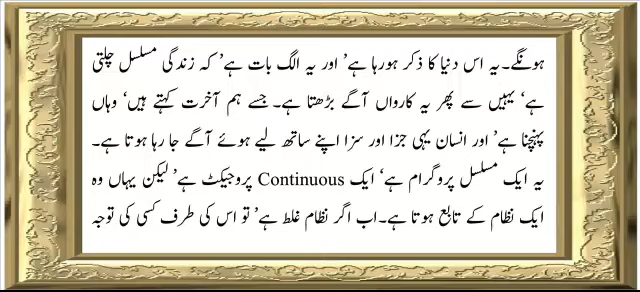 ہونگے۔ یہ اس دنیا کا ذکر ہورہا ہے’ اور یہ الگ بات ہے’ کہ زندگی مسلسل چلتی
ہے‘ یہیں سے پھر یہ کارواں آگے بڑھتا ہے۔ جسے ہم آخرت کہتے ہیں‘ وہاں
پہنچنا ہے’ اور انسان یہی جزا اور سزا اپنے ساتھ لیے ہوئے آگے جا رہا ہوتا ہے۔
یہ ایک مسلسل پروگرام ہے‘ ایک Continuous پروجیکٹ ہے’ لیکن یہاں وہ
ایک نظام کے تابع ہوتا ہے۔اب اگر نظام غلط ہے’ تو اس کی طرف کسی کی توجہ